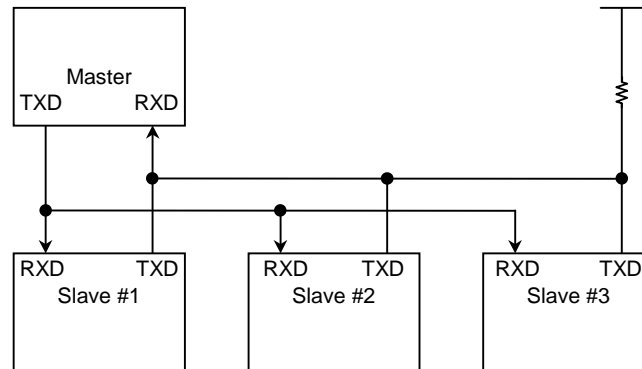 Master
TXD RXD
RXD TXD RXD TXD RXD TXD
Slave #1 Slave #2 Slave #3